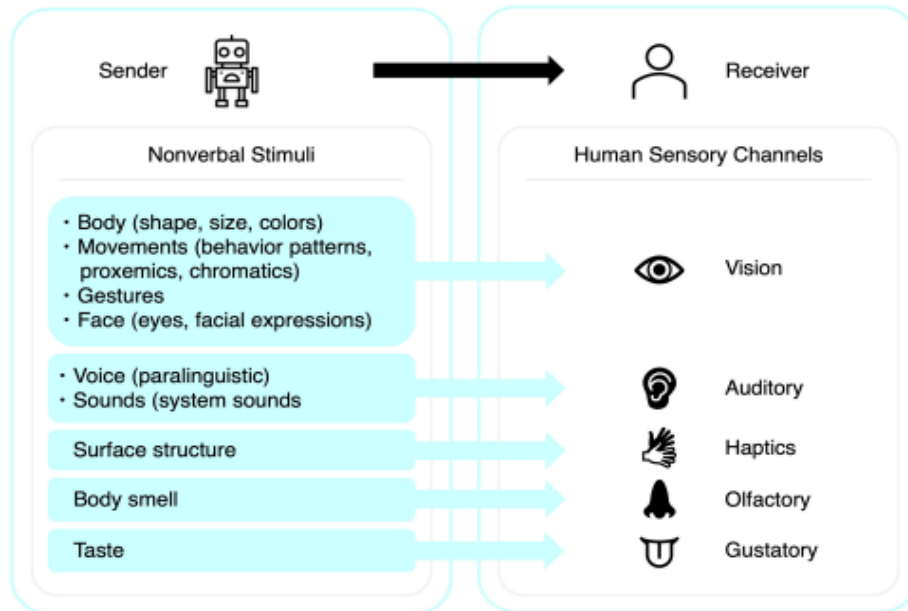 Sender
Receiver
Nonverbal Stimuli
Human Sensory Channels
· Body (shape, size, colors)
· Movements (behavior patterns,
proxemics, chromatics)
· Gestures
· Face (eyes, facial expressions)
Vision
· Voice (paralinguistic)
· Sounds (system sounds
Auditory
Surface structure
Haptics
Body smell
Olfactory
Taste
Gustatory